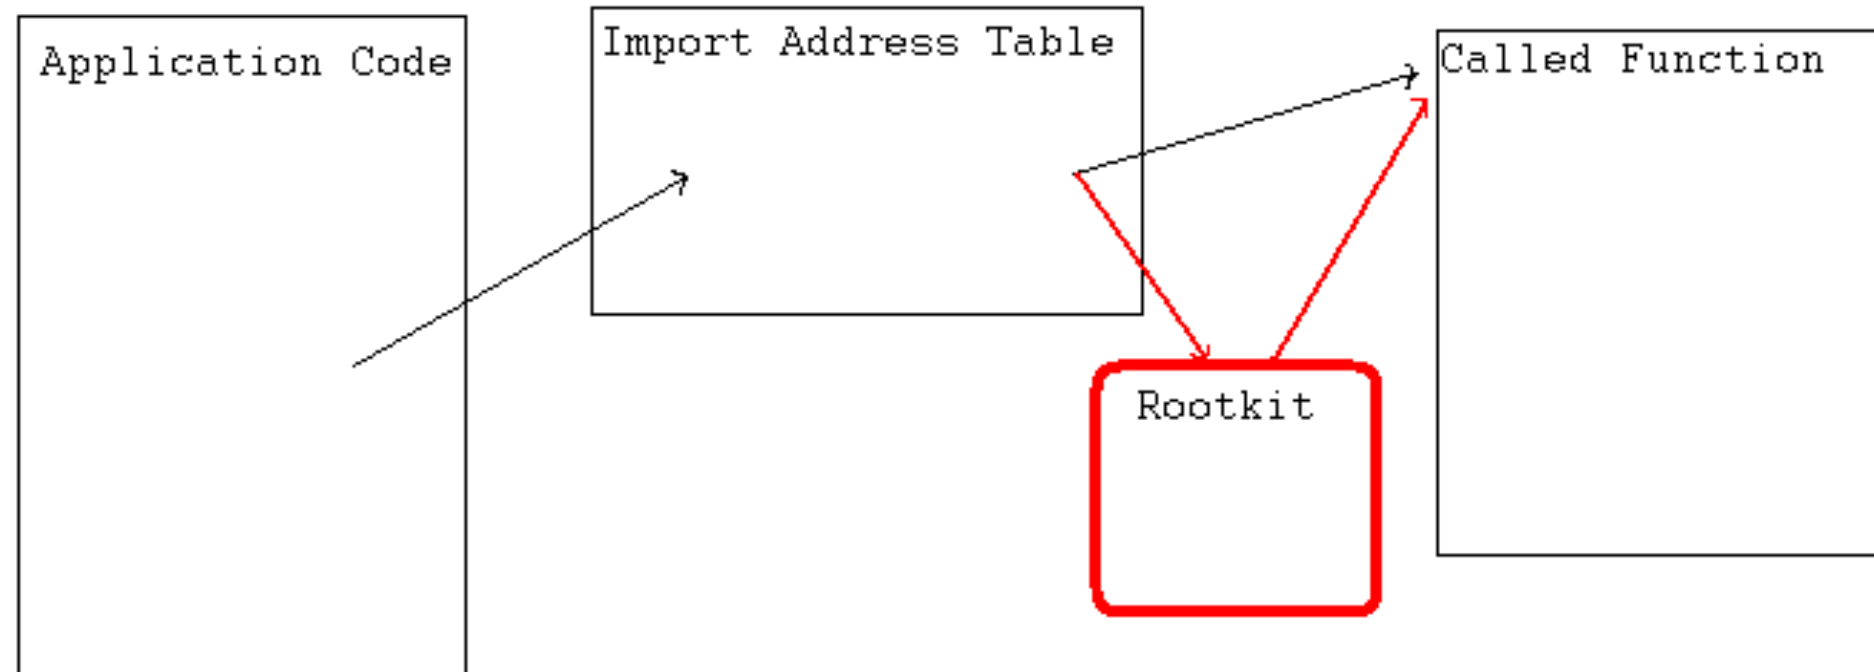 Application Code
Import Address Table
Called Function
Rootkit